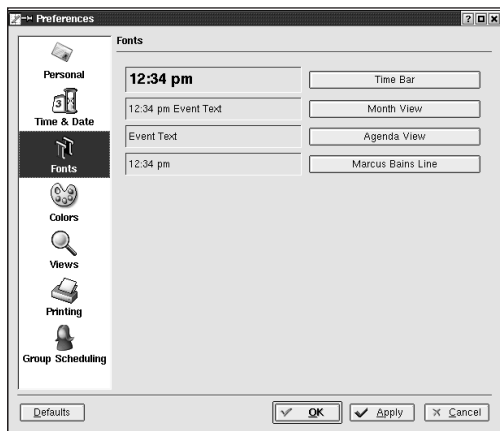 Preferences
Fonts
Personal
3
Time & Date
Fonts
Colors
Views
Printing
Group Scheduling
12:34 pm
Time Bar
12:34 pm Event Text
Month View
Event Text
Agenda View
12:34 pm
Marcus Bains Line
Defaults
OK
Apply
Cancel